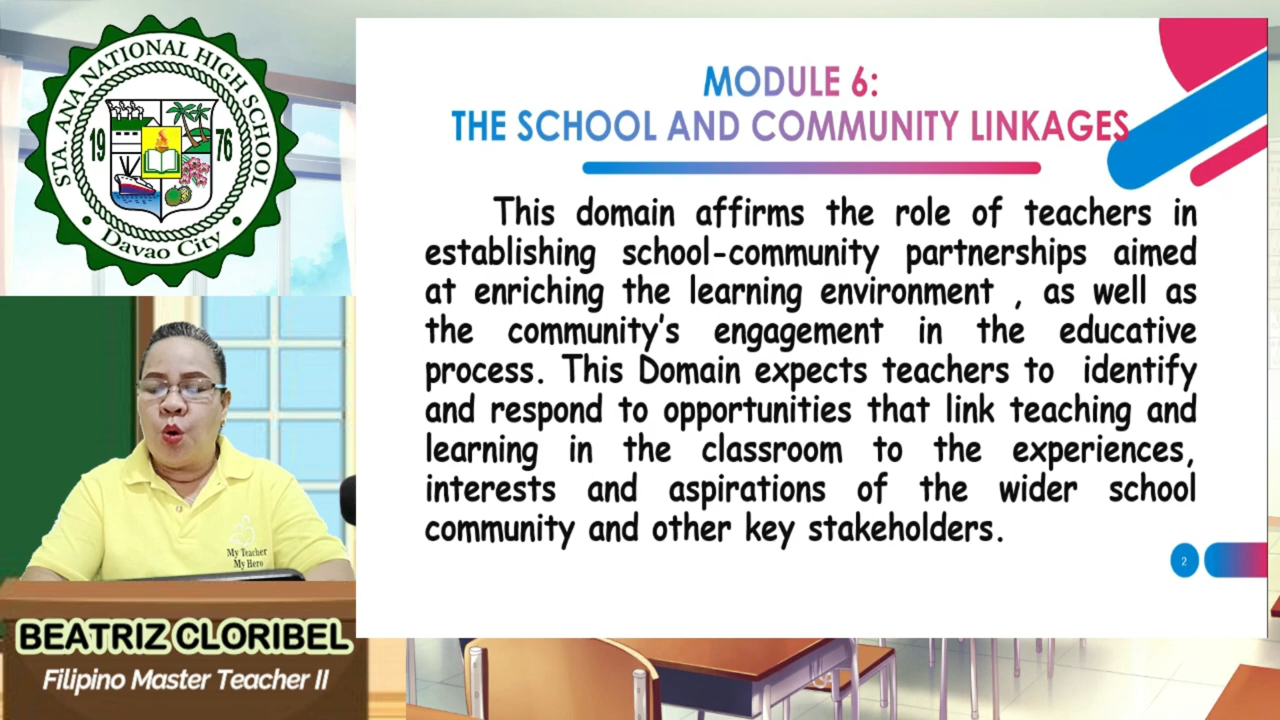 STA. ANA NATIONAL HIGH SCHOOL
19 76
Davao City
MODULE 6:
THE SCHOOL AND COMMUNITY LINKAGES
This domain affirms the role of teachers in
establishing school-community partnerships aimed
at enriching the learning environment , as well as
the community's engagement in the educative
process. This Domain expects teachers to identify
and respond to opportunities that link teaching and
learning in the classroom to the experiences,
interests and aspirations of the wider school
community and other key stakeholders.
2
My Teacher
My Hero
BEATRIZ CLORIBEL
Filipino Master Teacher II